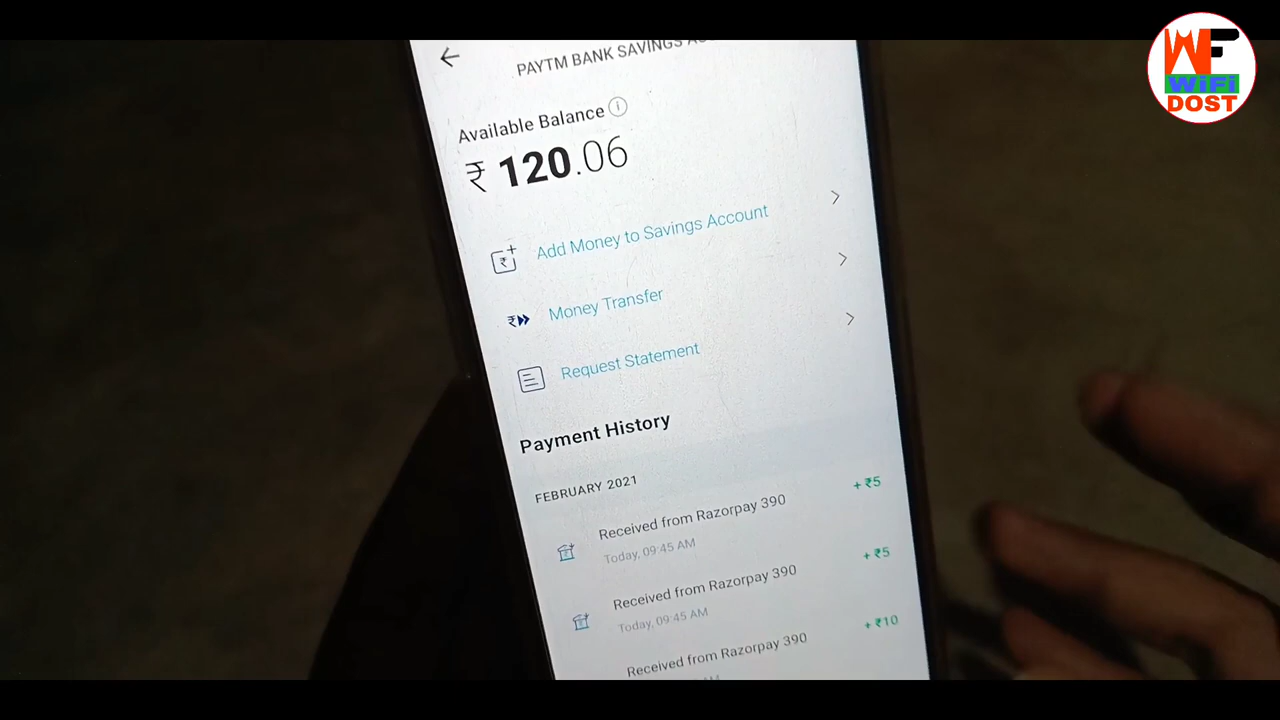 WF
WiFi
DOST
PAYTM BANK SAVINGS
Available Balance
₹ 120.06
Add Money to Savings Account
Money Transfer
Request Statement
Payment History
FEBRUARY 2021
Received from Razorpay 390 + ₹5
Today, 09:45 AM
Received from Razorpay 390 + ₹5
Today, 09:45 AM
Received from Razorpay 390 + ₹10